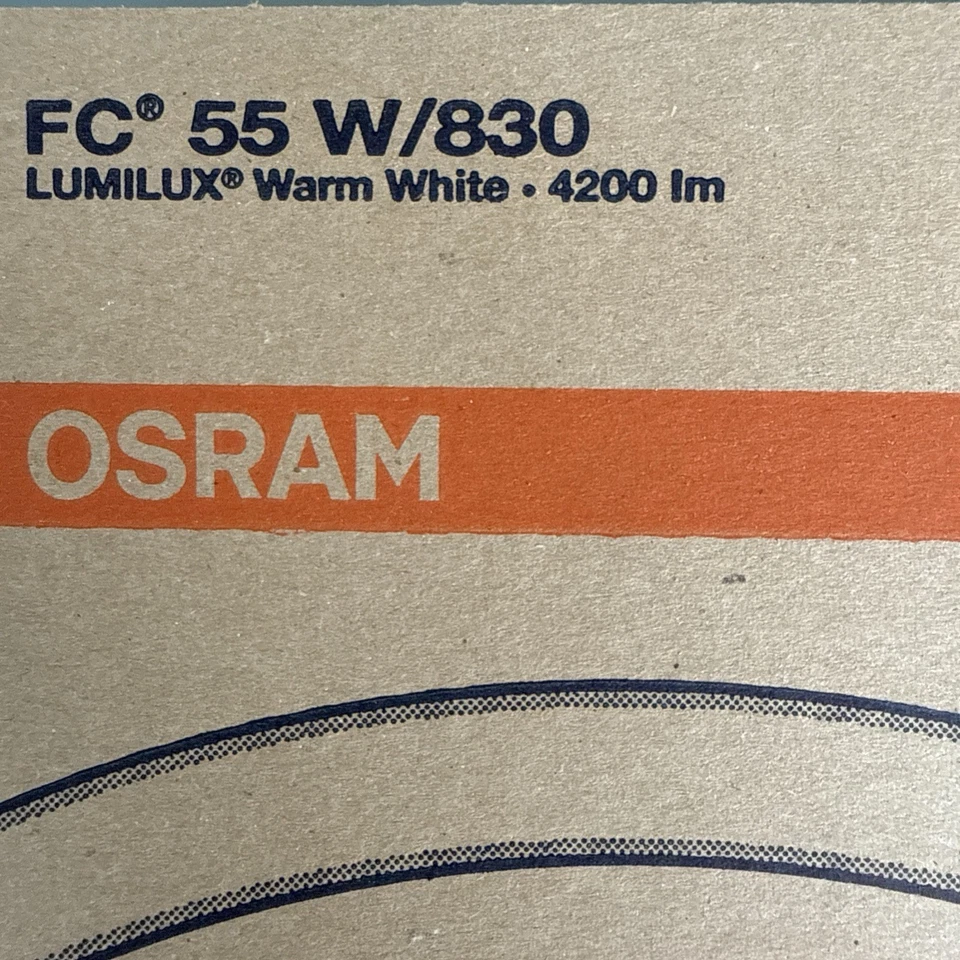 FC® 55 W/830
LUMILUX® Warm White • 4200 lm
OSRAM